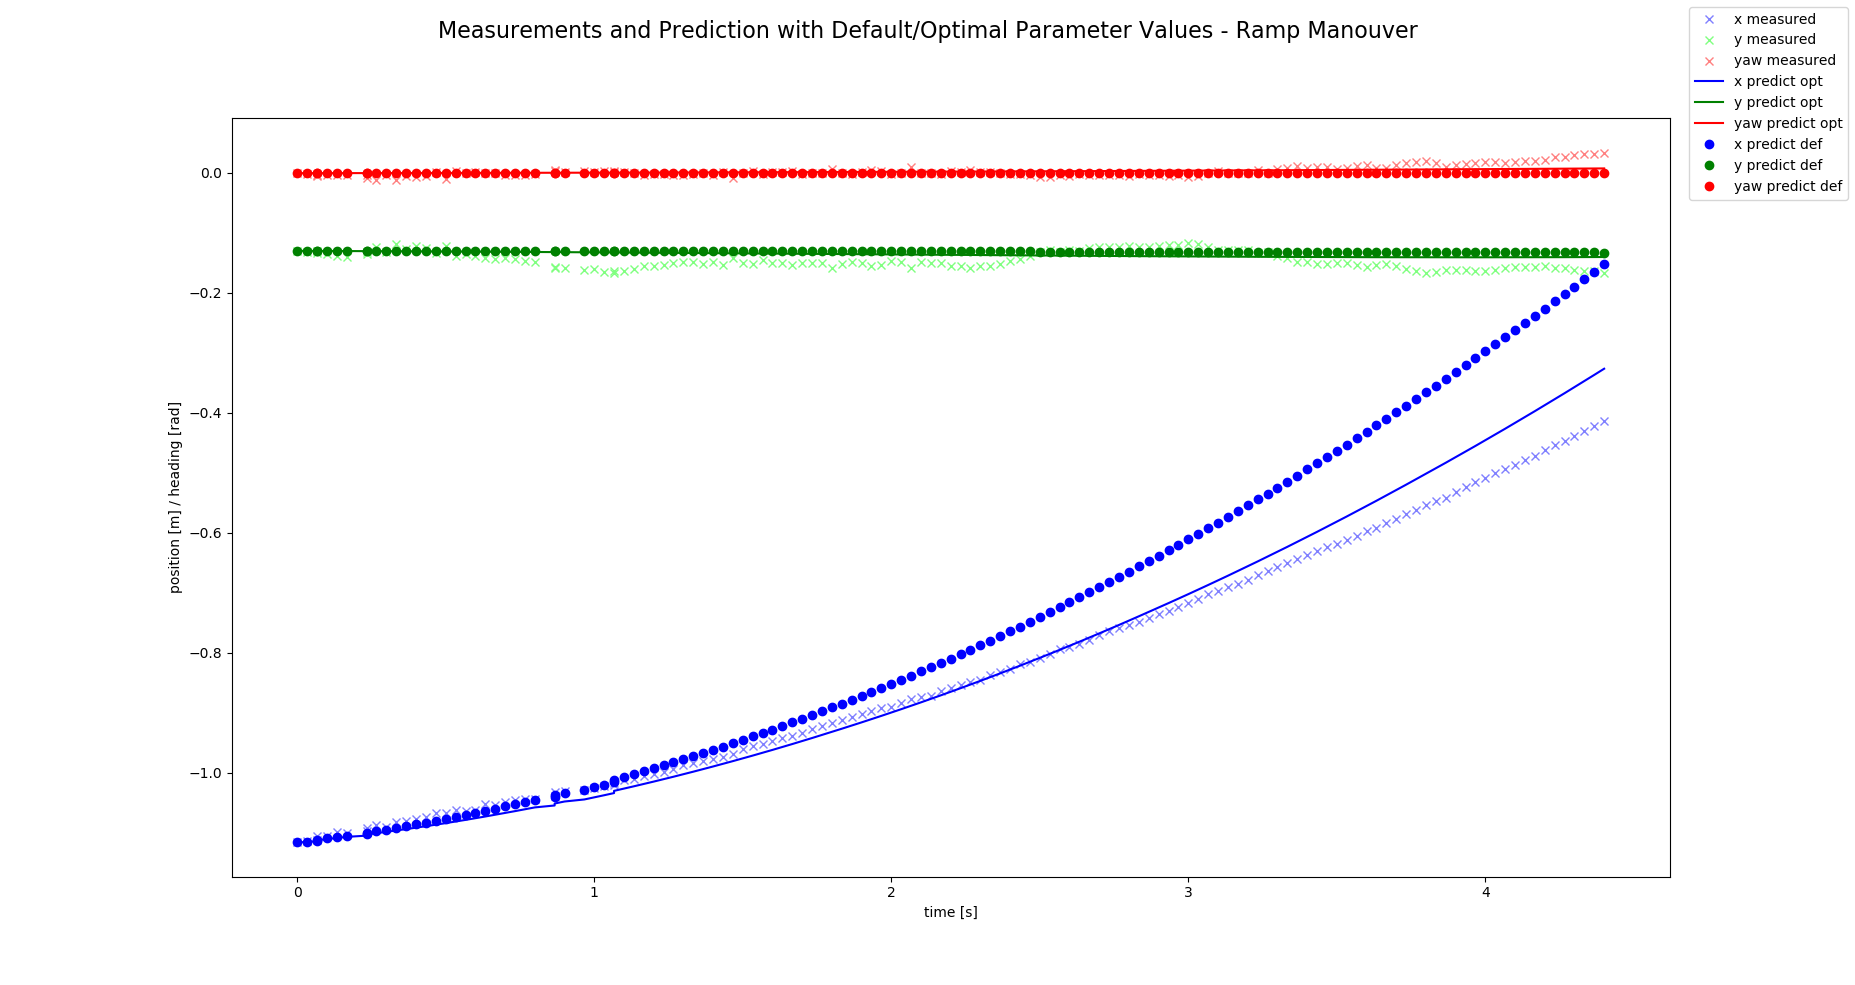 Measurements and Prediction with Default/Optimal Parameter Values - Ramp Manouver
x measured
y measured
yaw measured
x predict opt
y predict opt
yaw predict opt
x predict def
y predict def
yaw predict def
0.0
−0.2
−0.4
−0.6
−0.8
−1.0
position [m] / heading [rad]
0 1 2 3 4
time [s]